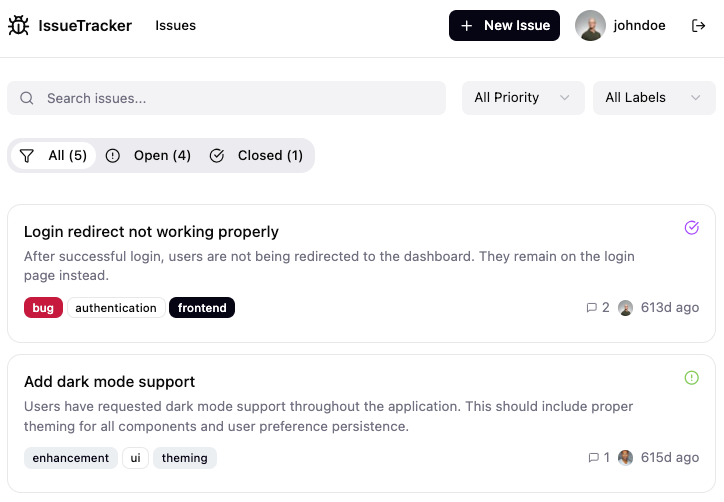 IssueTracker
Issues
New Issue
johndoe
Search issues...
All Priority
All Labels
All (5)
Open (4)
Closed (1)
Login redirect not working properly
After successful login, users are not being redirected to the dashboard. They remain on the login
page instead.
bug authentication frontend
2 613d ago
Add dark mode support
Users have requested dark mode support throughout the application. This should include proper
theming for all components and user preference persistence.
enhancement ui theming
1 615d ago